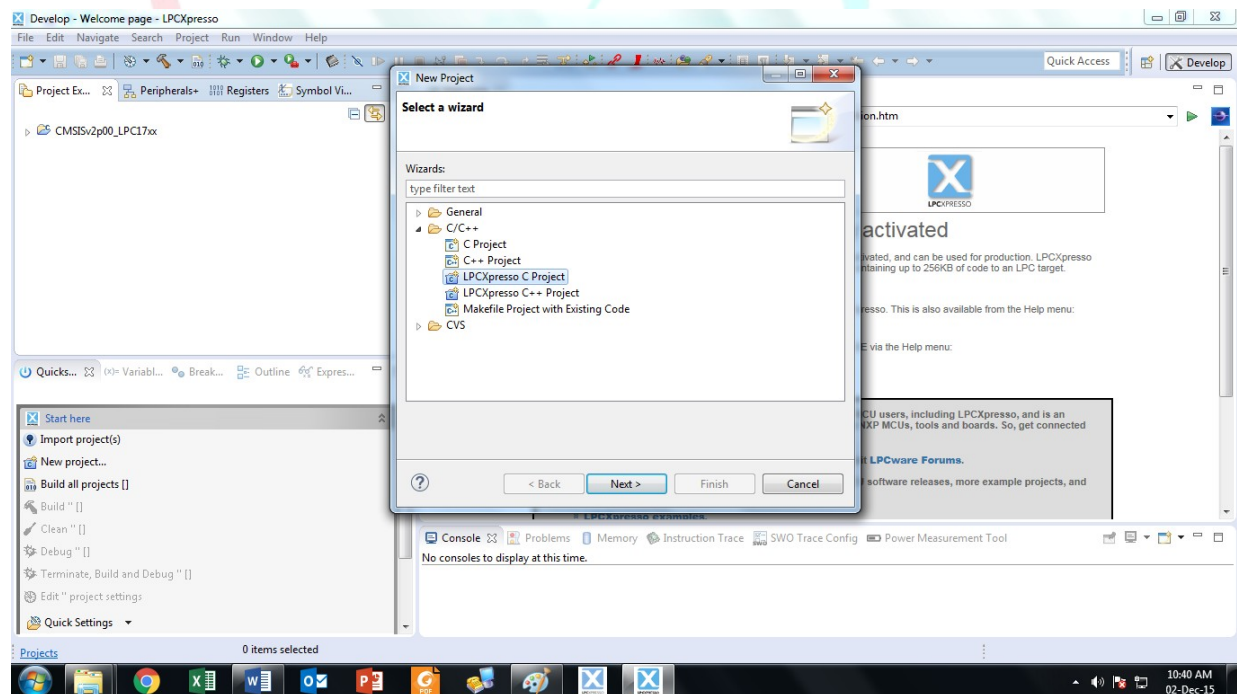 Develop - Welcome page - LPCXpresso
File Edit Navigate Search Project Run Window Help
Quick Access
Develop
Project Ex... Peripherals+ Registers Symbol Vi...
CMSISv2p00_LPC17xx
New Project
Select a wizard
Wizards:
type filter text
General
C/C++
C Project
C++ Project
LPCXpresso C Project
LPCXpresso C++ Project
Makefile Project with Existing Code
CVS
< Back Next > Finish Cancel
ion.htm
LPCXPRESSO
activated
and can be used for production. LPCXpresso
ntaining up to 256KB of code to an LPC target.
resso. This is also available from the Help menu:
E via the Help menu:
CU users, including LPCXpresso, and is an
NXP MCUs, tools and boards. So, get connected
it LPCware Forums.
software releases, more example projects, and
LPCXpresso examples.
Quicks... (x)= Variabl... Break... Outline Expres...
Start here
Import project(s)
New project...
Build all projects []
Build '' []
Clean '' []
Debug '' []
Terminate, Build and Debug '' []
Edit '' project settings
Quick Settings
Console Problems Memory Instruction Trace SWO Trace Config Power Measurement Tool
No consoles to display at this time.
Projects
0 items selected
10:40 AM
02-Dec-15